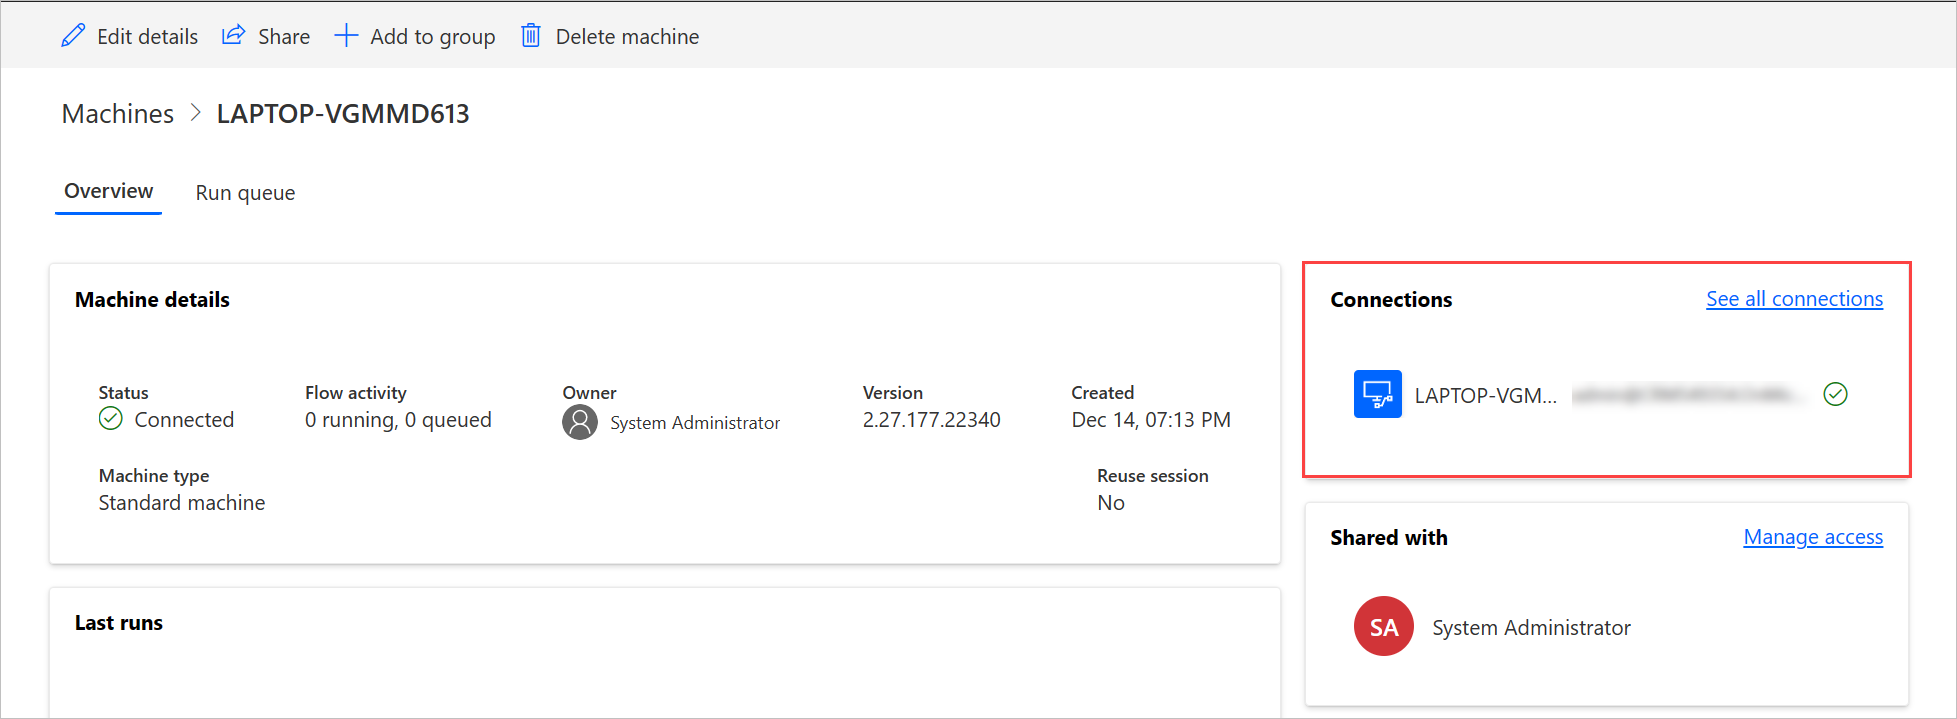 Edit details Share Add to group Delete machine
Machines > LAPTOP-VGMMD613
Overview Run queue
Machine details
Status Flow activity Owner Version Created
Connected 0 running, 0 queued System Administrator 2.27.177.22340 Dec 14, 07:13 PM
Machine type Reuse session
Standard machine No
Last runs
Connections See all connections
LAPTOP-VGM...
Shared with Manage access
SA System Administrator